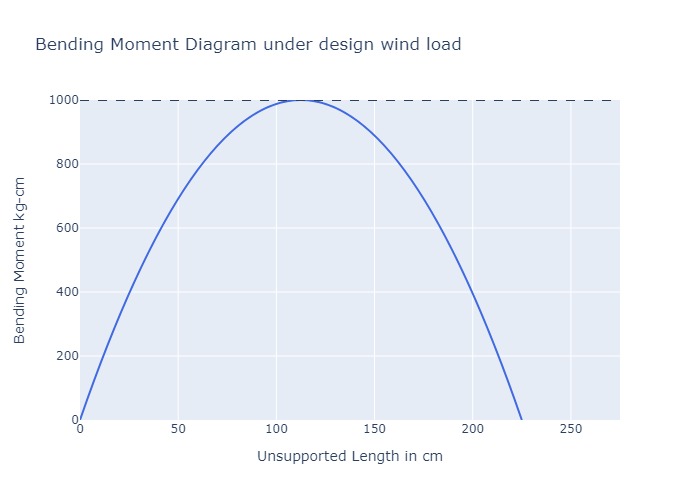 Bending Moment Diagram under design wind load
1000
800
600
400
200
0
Bending Moment kg-cm
0 50 100 150 200 250
Unsupported Length in cm